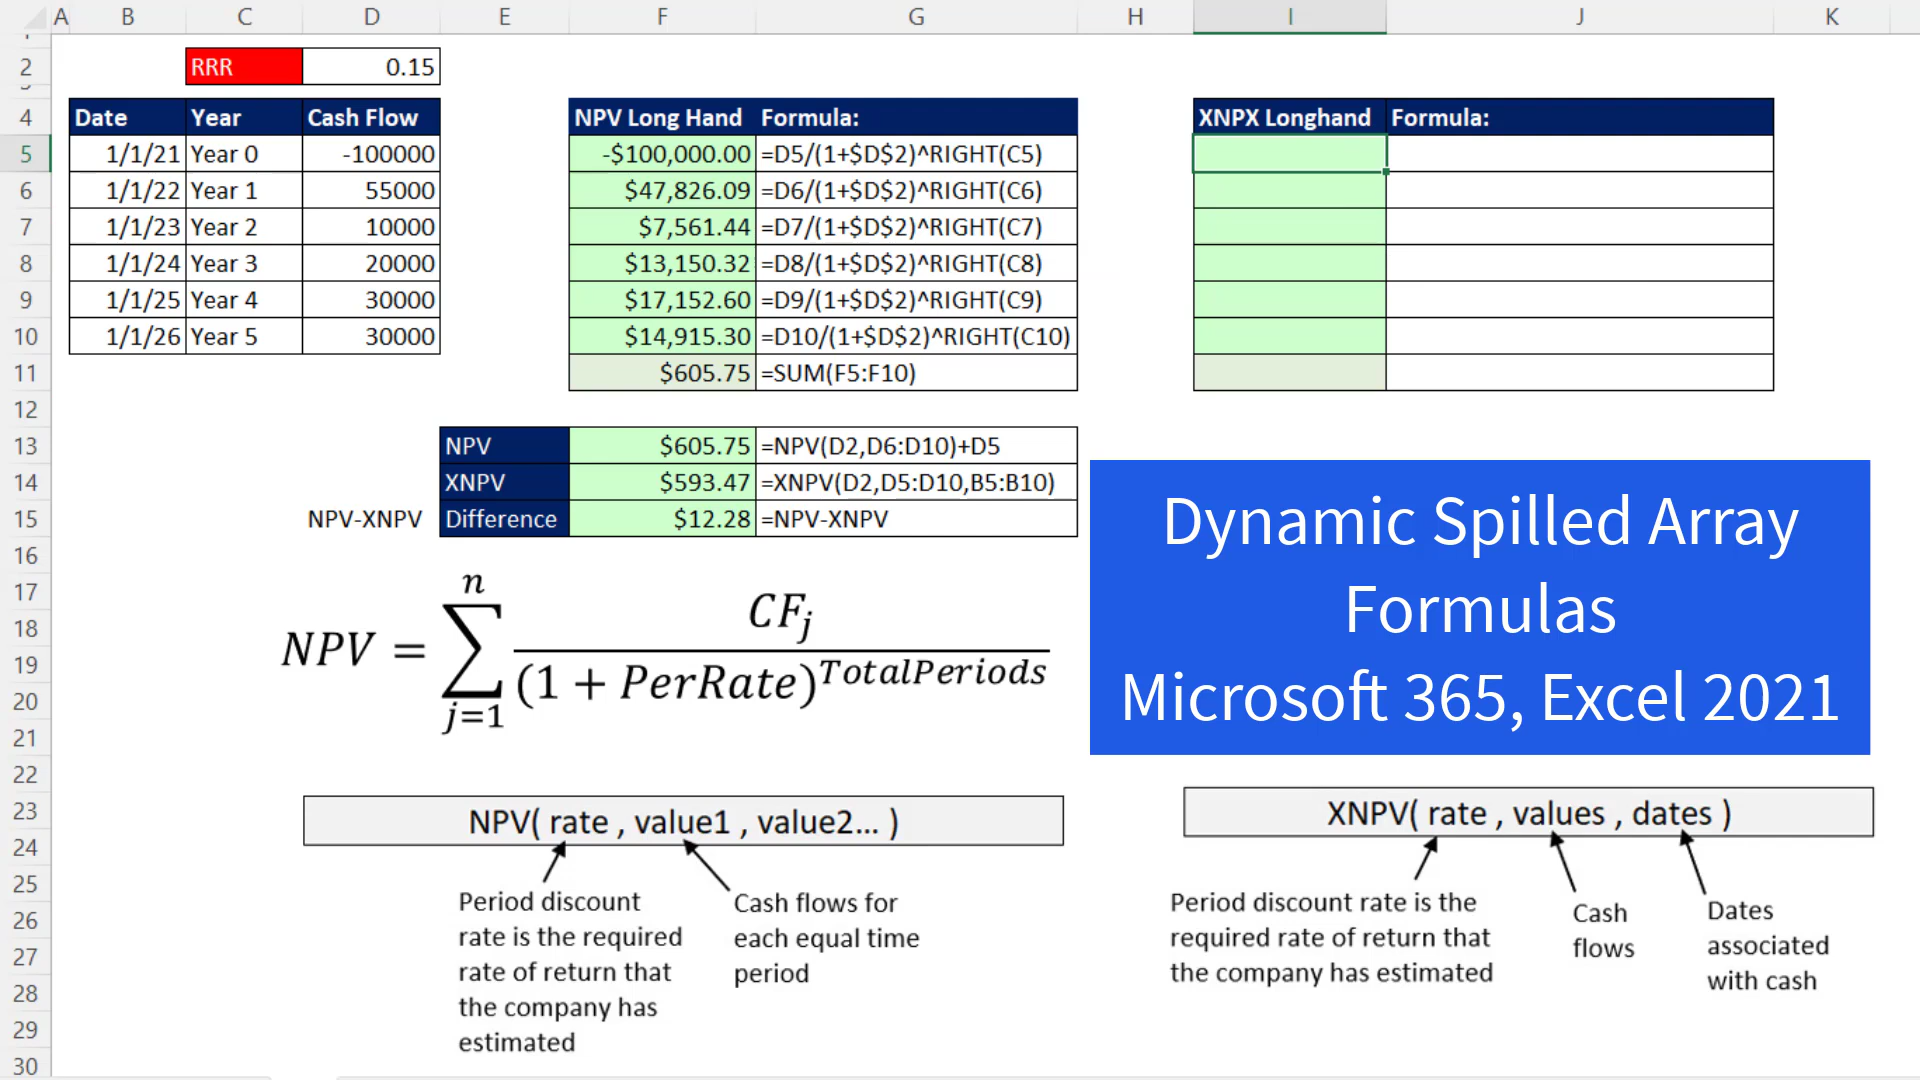 A B C D E F G H I J K
2 RRR 0.15
4 Date Year Cash Flow NPV Long Hand Formula: XNPX Longhand Formula:
5 1/1/21 Year 0 -100000 -$100,000.00 =D5/(1+$D$2)^RIGHT(C5)
6 1/1/22 Year 1 55000 $47,826.09 =D6/(1+$D$2)^RIGHT(C6)
7 1/1/23 Year 2 10000 $7,561.44 =D7/(1+$D$2)^RIGHT(C7)
8 1/1/24 Year 3 20000 $13,150.32 =D8/(1+$D$2)^RIGHT(C8)
9 1/1/25 Year 4 30000 $17,152.60 =D9/(1+$D$2)^RIGHT(C9)
10 1/1/26 Year 5 30000 $14,915.30 =D10/(1+$D$2)^RIGHT(C10)
11 $605.75 =SUM(F5:F10)
12
13 NPV $605.75 =NPV(D2,D6:D10)+D5
14 XNPV $593.47 =XNPV(D2,D5:D10,B5:B10)
15 NPV-XNPV Difference $12.28 =NPV-XNPV
16
17
18
19
20
21
22
23
24
25
26
27
28
29
30
NPV = n ∑ j=1 CFj / (1 + PerRate)^TotalPeriods
Dynamic Spilled Array
Formulas
Microsoft 365, Excel 2021
NPV( rate , value1 , value2... )
Period discount
rate is the required
rate of return that
the company has
estimated
Cash flows for
each equal time
period
XNPV( rate , values , dates )
Period discount rate is the
required rate of return that
the company has estimated
Cash
flows
Dates
associated
with cash